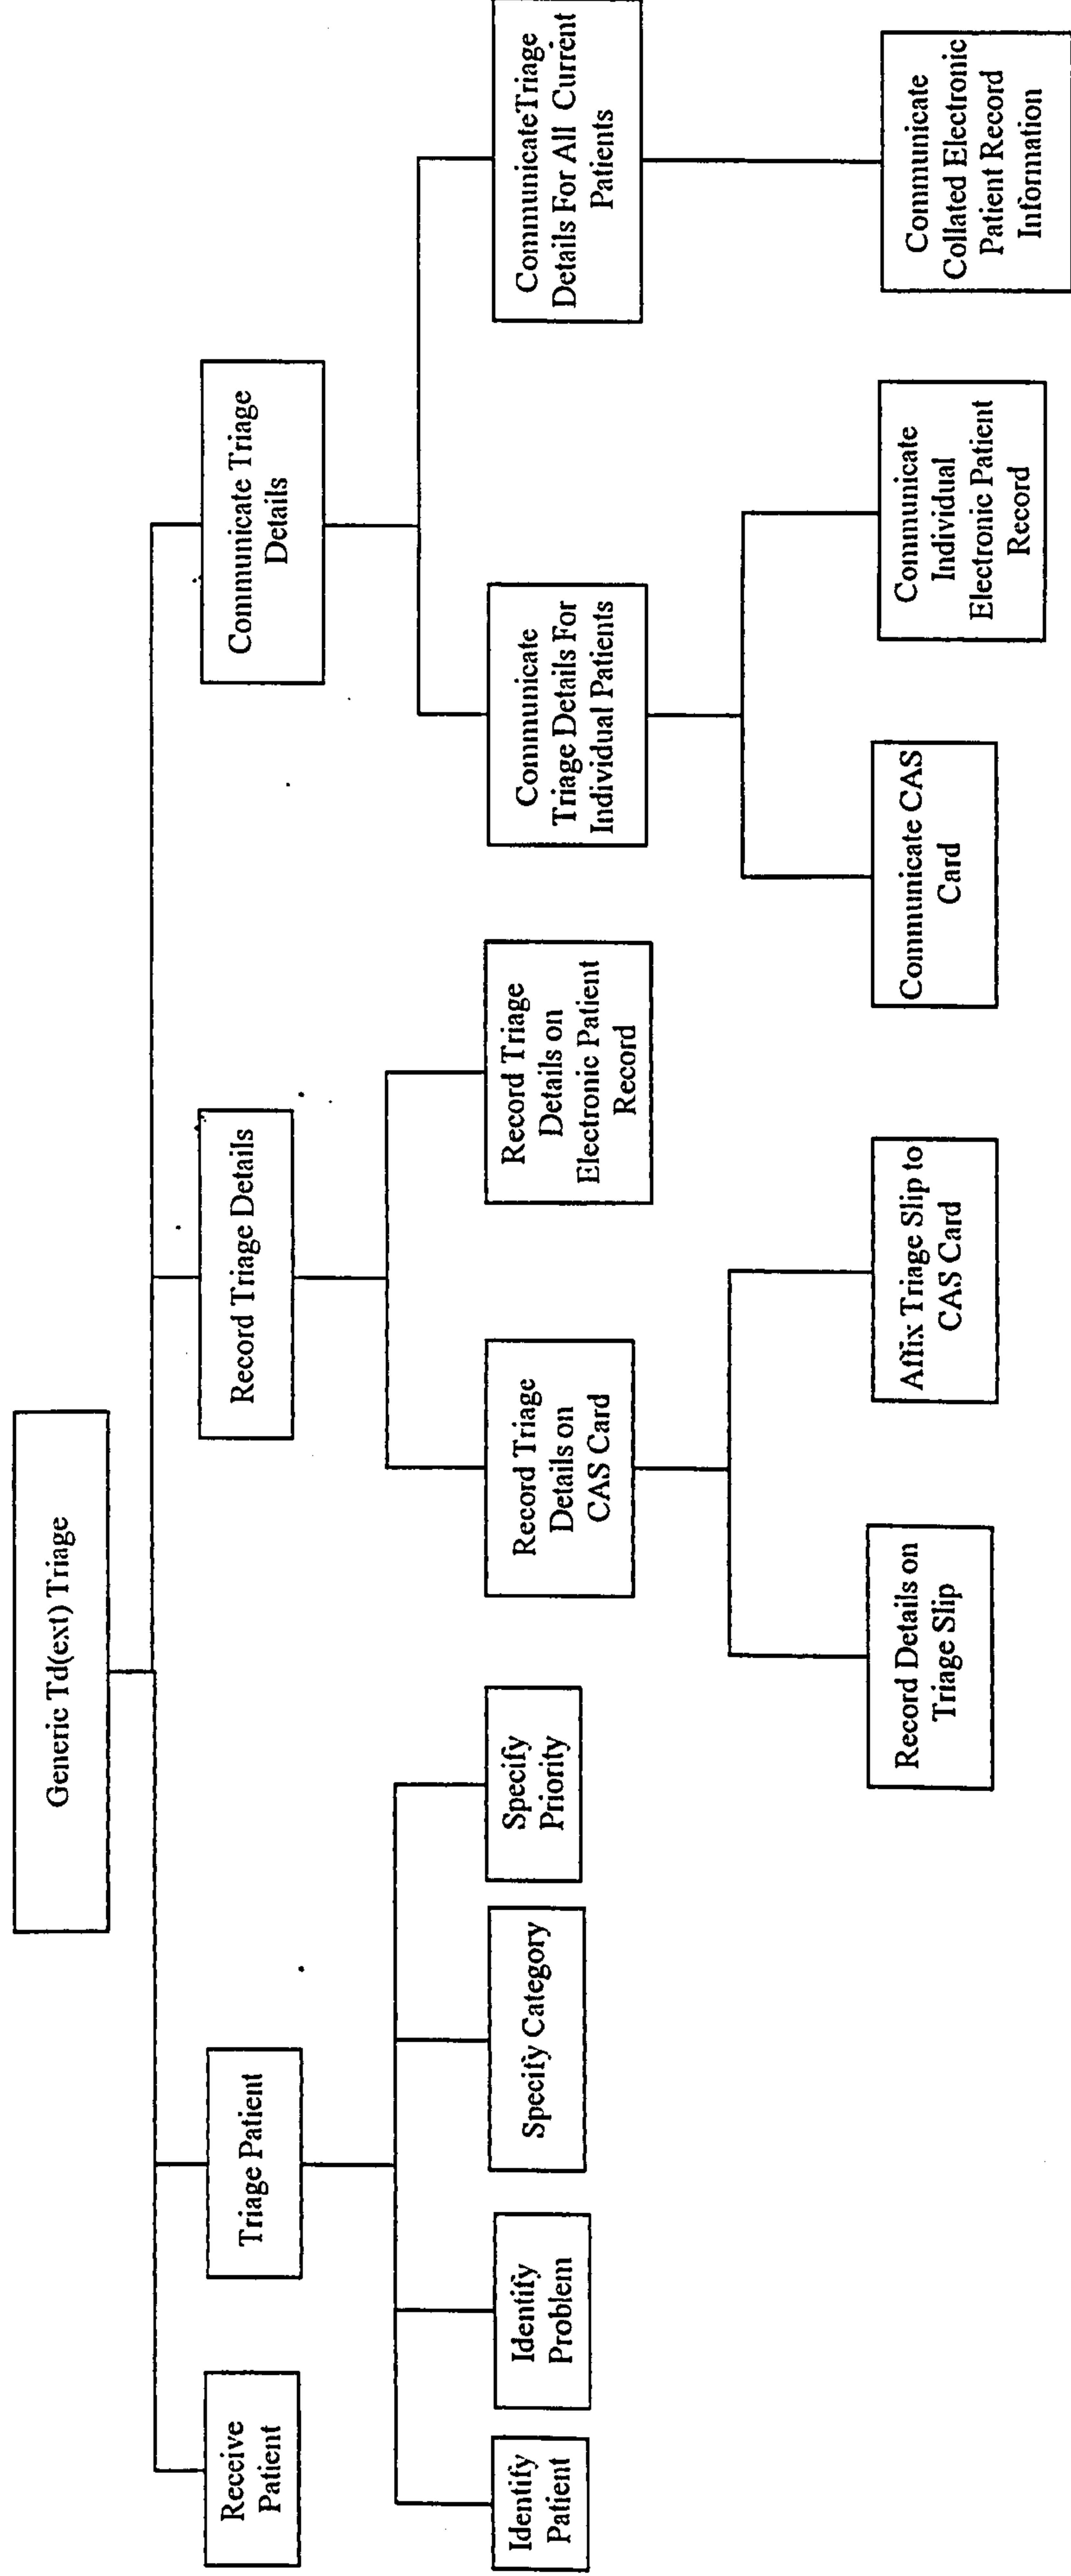 Generic Td(ext) Triage
Receive
Patient
Triage Patient
Record Triage Details
Communicate Triage
Details
Identify
Patient
Identify
Problem
Specify Category
Specify
Priority
Record Triage
Details on
CAS Card
Record Triage
Details on
Electronic Patient
Record
Communicate
Triage Details For
Individual Patients
CommunicateTriage
Details For All Current
Patients
Record Details on
Triage Slip
Affix Triage Slip to
CAS Card
Communicate CAS
Card
Communicate
Individual
Electronic Patient
Record
Communicate
Collated Electronic
Patient Record
Information